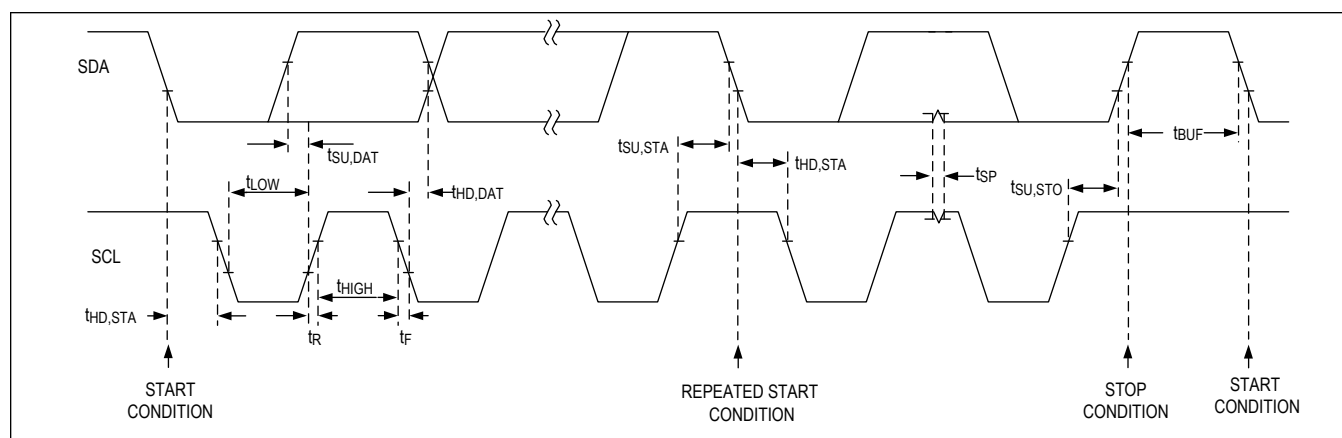 SDA
tSU,DAT
tLOW
tHD,DAT
tSU,STA
tHD,STA
tSP
tSU,STO
tBUF
SCL
tHD,STA
tR
tHIGH
tF
START
CONDITION
REPEATED START
CONDITION
STOP
CONDITION
START
CONDITION